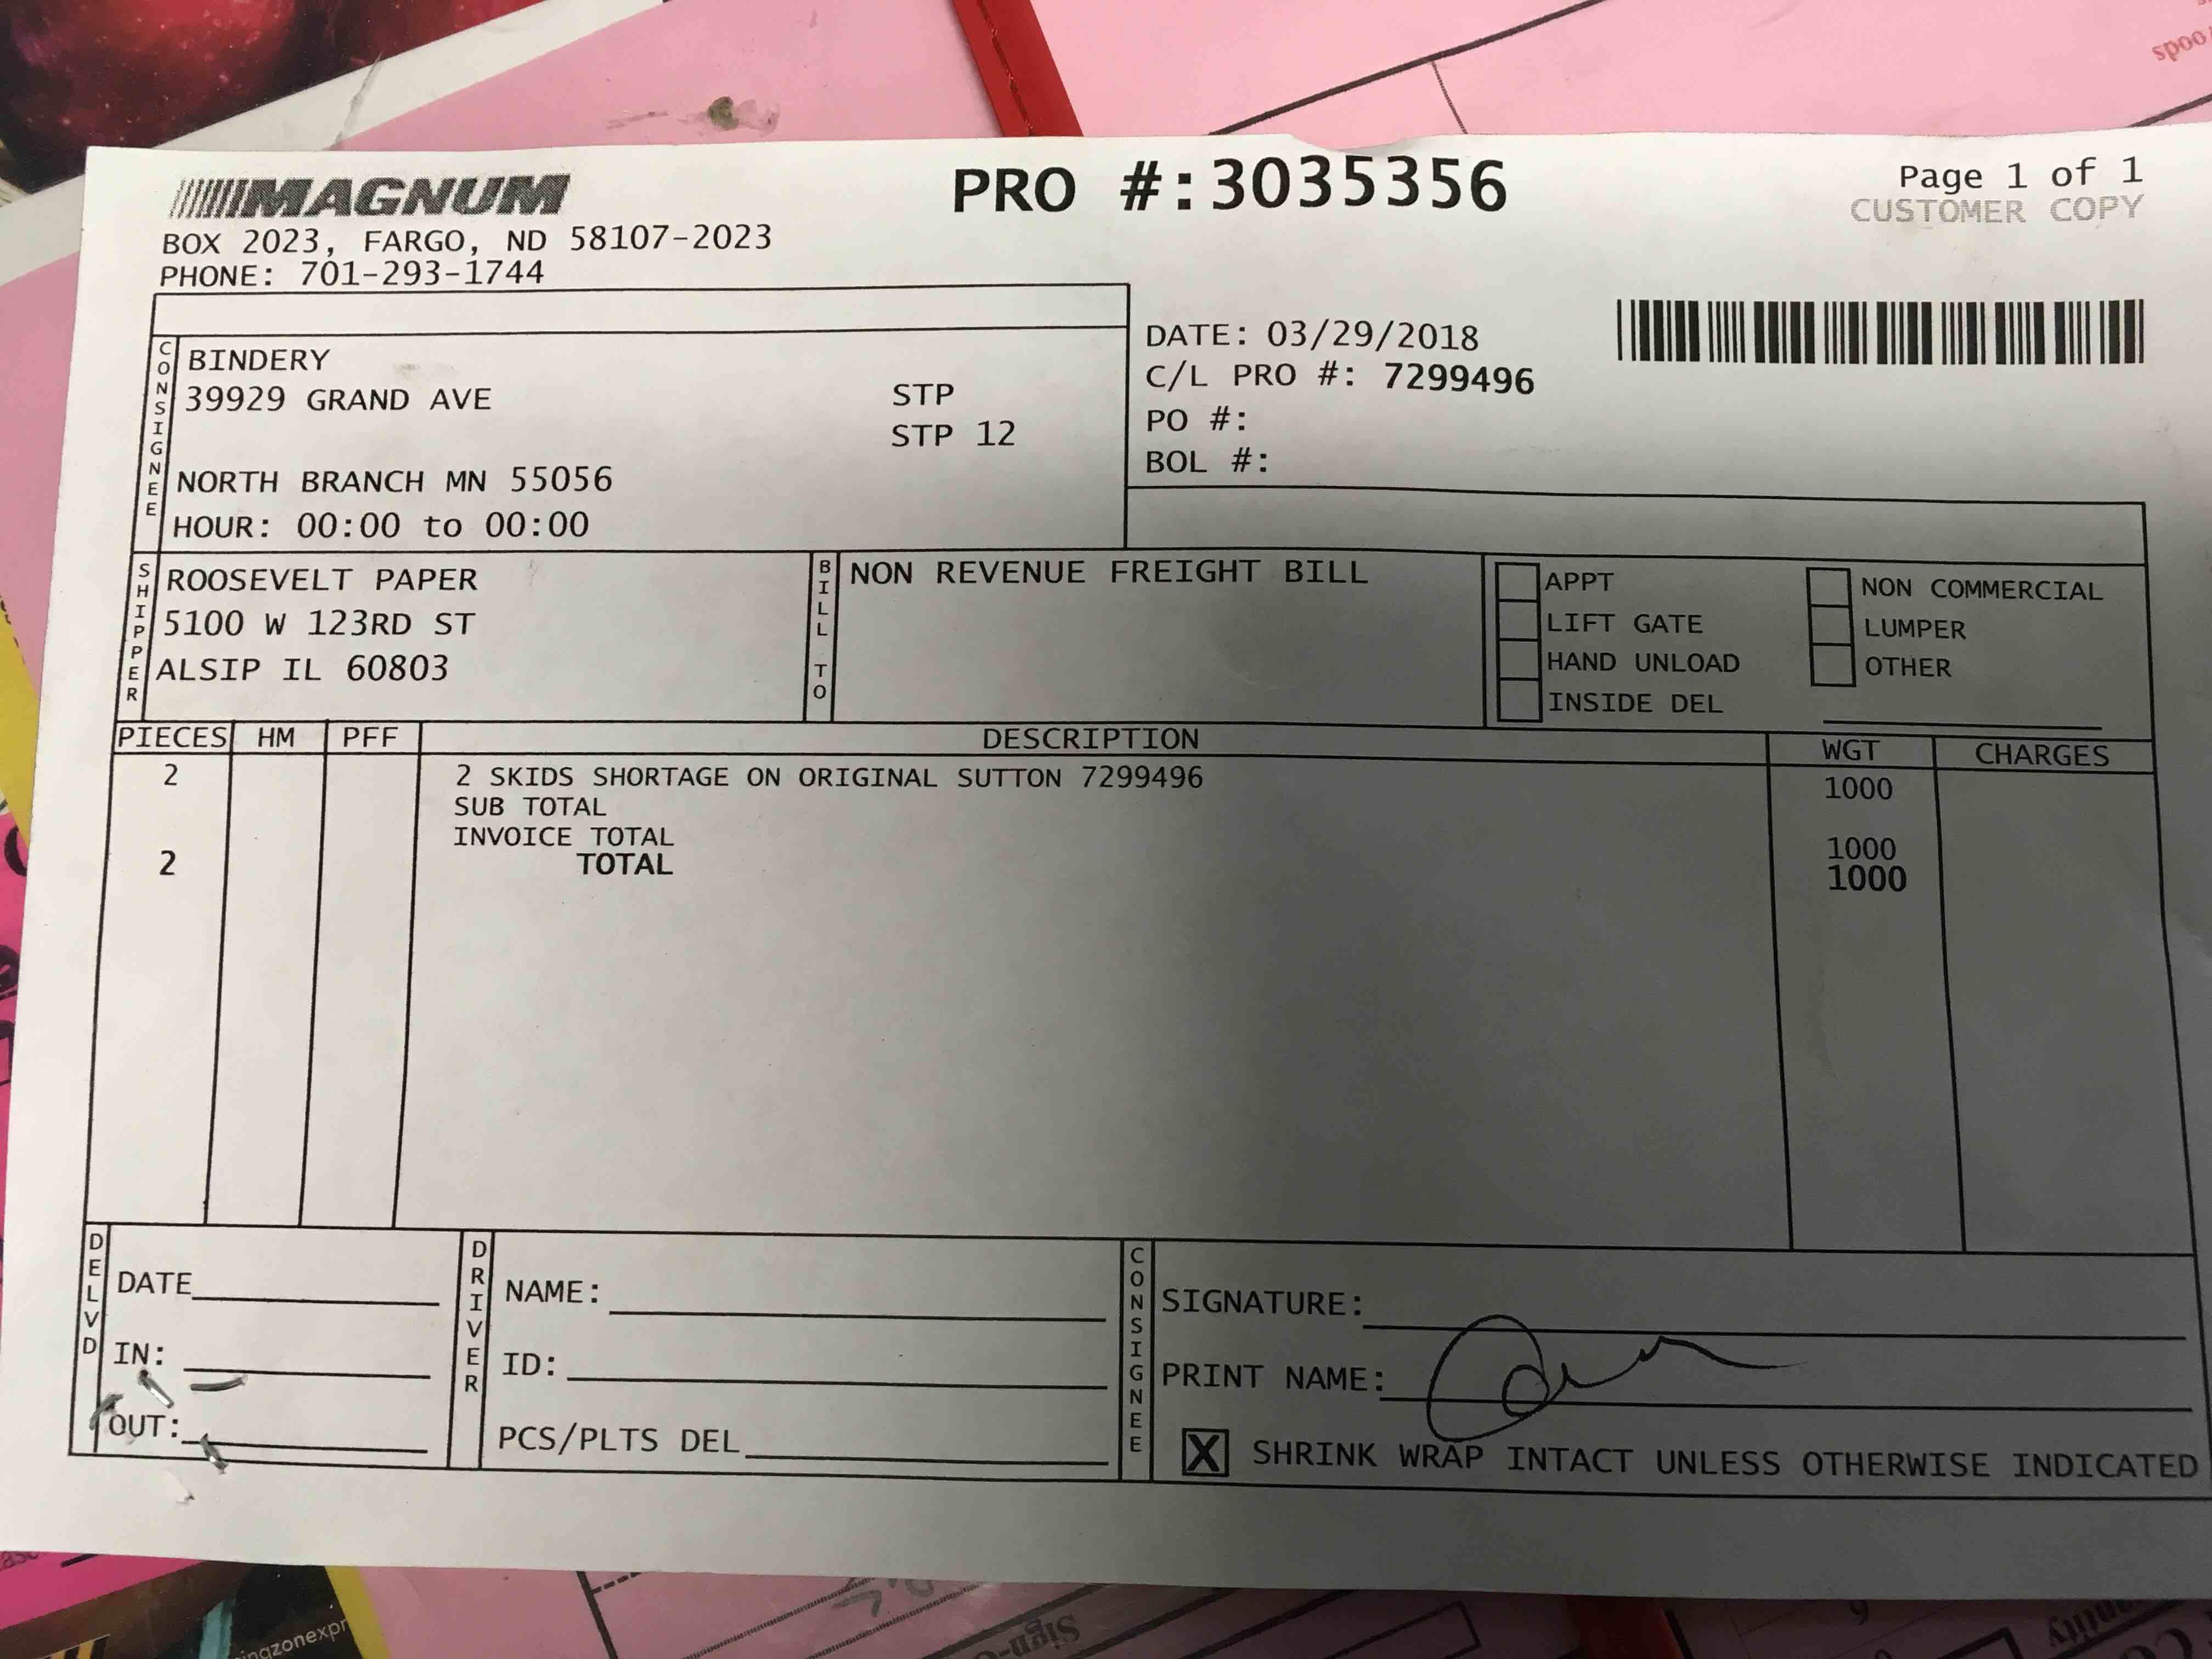 MAGNUM
BOX 2023, FARGO, ND 58107-2023
PHONE: 701-293-1744
PRO #:3035356
Page 1 of 1
CUSTOMER COPY
CONSIGNEE
BINDERY
39929 GRAND AVE
STP
STP 12
NORTH BRANCH MN 55056
HOUR: 00:00 to 00:00
DATE: 03/29/2018
C/L PRO #: 7299496
PO #:
BOL #:
SHIPPER
ROOSEVELT PAPER
5100 W 123RD ST
ALSIP IL 60803
BILL TO
NON REVENUE FREIGHT BILL
APPT
LIFT GATE
HAND UNLOAD
INSIDE DEL
NON COMMERCIAL
LUMPER
OTHER
PIECES HM PFF DESCRIPTION WGT CHARGES
2 2 SKIDS SHORTAGE ON ORIGINAL SUTTON 7299496 1000
SUB TOTAL
INVOICE TOTAL 1000
2 TOTAL 1000
DELVD
DATE
IN:
OUT:
DRIVER
NAME:
ID:
PCS/PLTS DEL
CONSIGNEE
SIGNATURE:
PRINT NAME:
X SHRINK WRAP INTACT UNLESS OTHERWISE INDICATED
ingzonexpr
Sign-